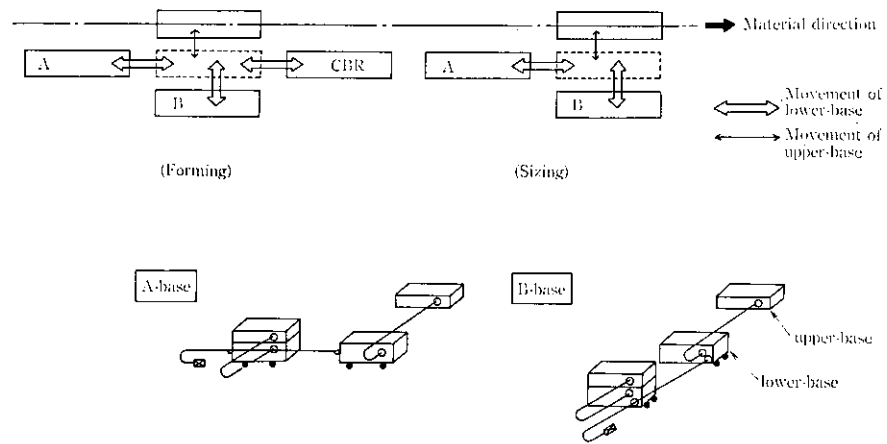 Material direction
A
CBR
A
B
B
Movement of
lower-base
Movement of
upper-base
(Forming)
(Sizing)
A-base
B-base
upper-base
lower-base